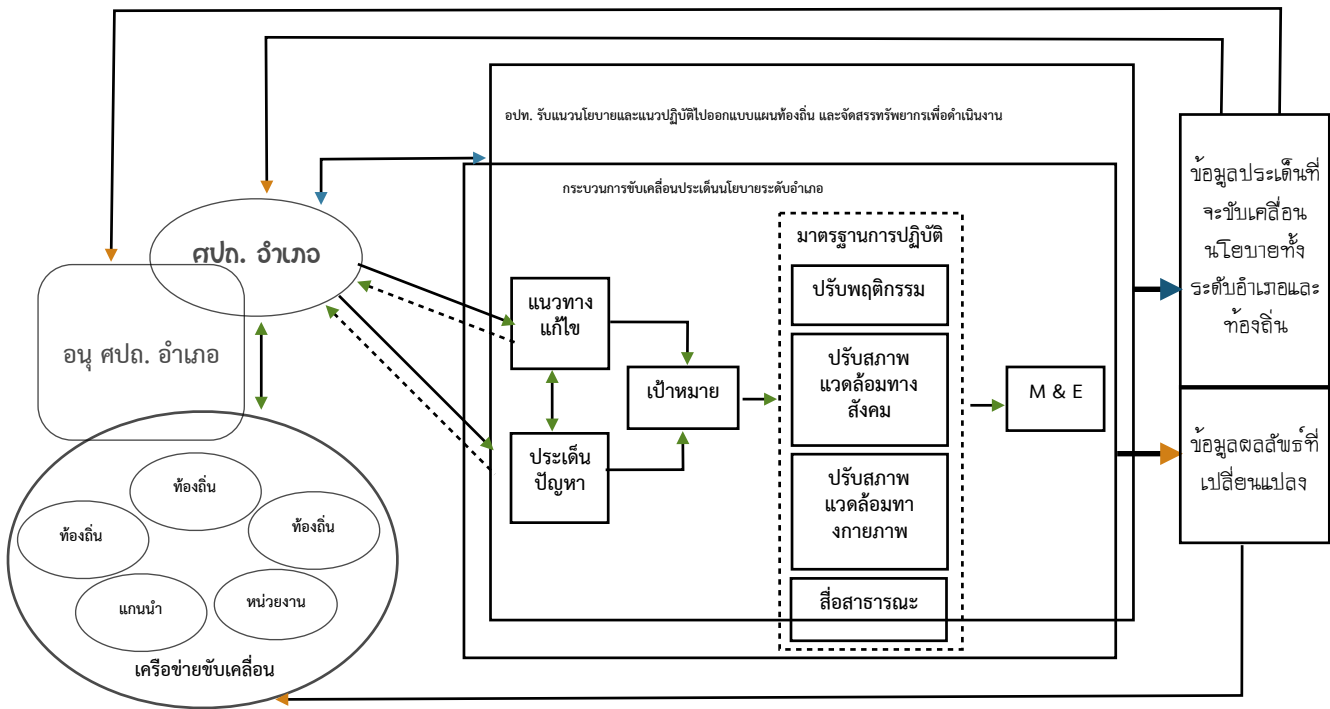 อปท. รับแนวนโยบายและแนวปฏิบัติไปออกแบบแผนท้องถิ่น และจัดสรรทรัพยากรเพื่อดำเนินงาน
กระบวนการขับเคลื่อนประเด็นนโยบายระดับอำเภอ
ศปถ. อำเภอ
อนุ ศปถ. อำเภอ
ท้องถิ่น
ท้องถิ่น
ท้องถิ่น
แกนนำ
หน่วยงาน
เครือข่ายขับเคลื่อน
แนวทาง
แก้ไข
ประเด็น
ปัญหา
เป้าหมาย
มาตรฐานการปฏิบัติ
ปรับพฤติกรรม
ปรับสภาพ
แวดล้อมทาง
สังคม
ปรับสภาพ
แวดล้อมทา
งกายภาพ
สื่อสาธารณะ
M & E
ข้อมูลประเด็นที่
จะขับเคลื่อน
นโยบายทั้ง
ระดับอำเภอและ
ท้องถิ่น
ข้อมูลผลลัพธ์ที่
เปลี่ยนแปลง